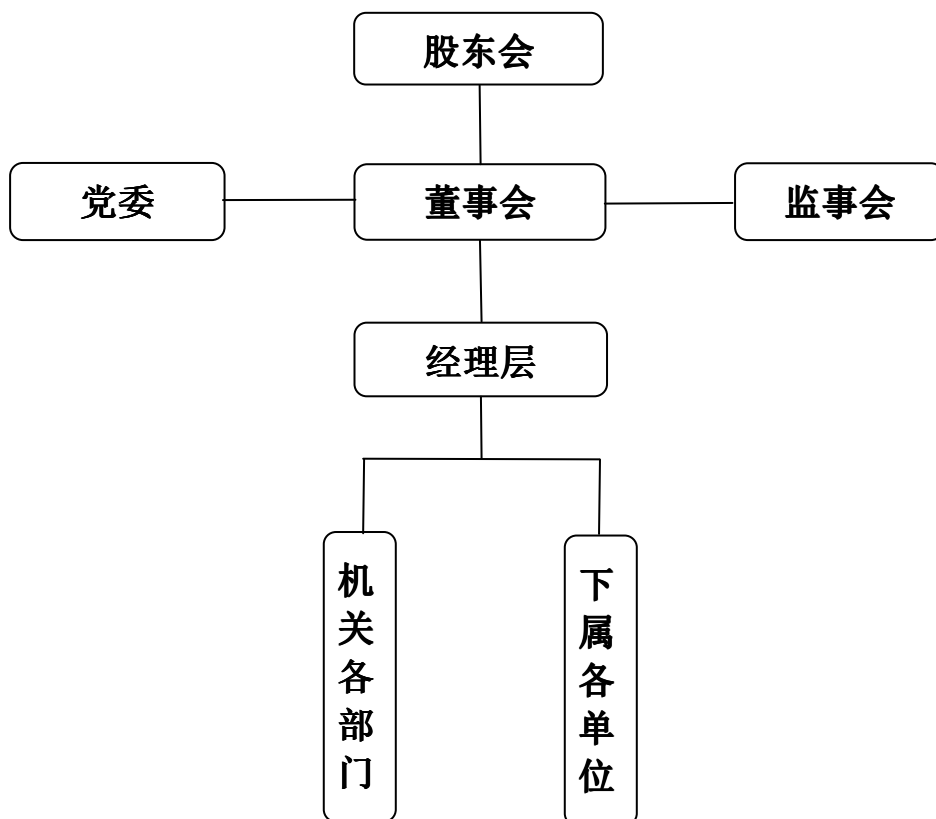 股东会
党委
董事会
监事会
经理层
机关各部门
下属各单位